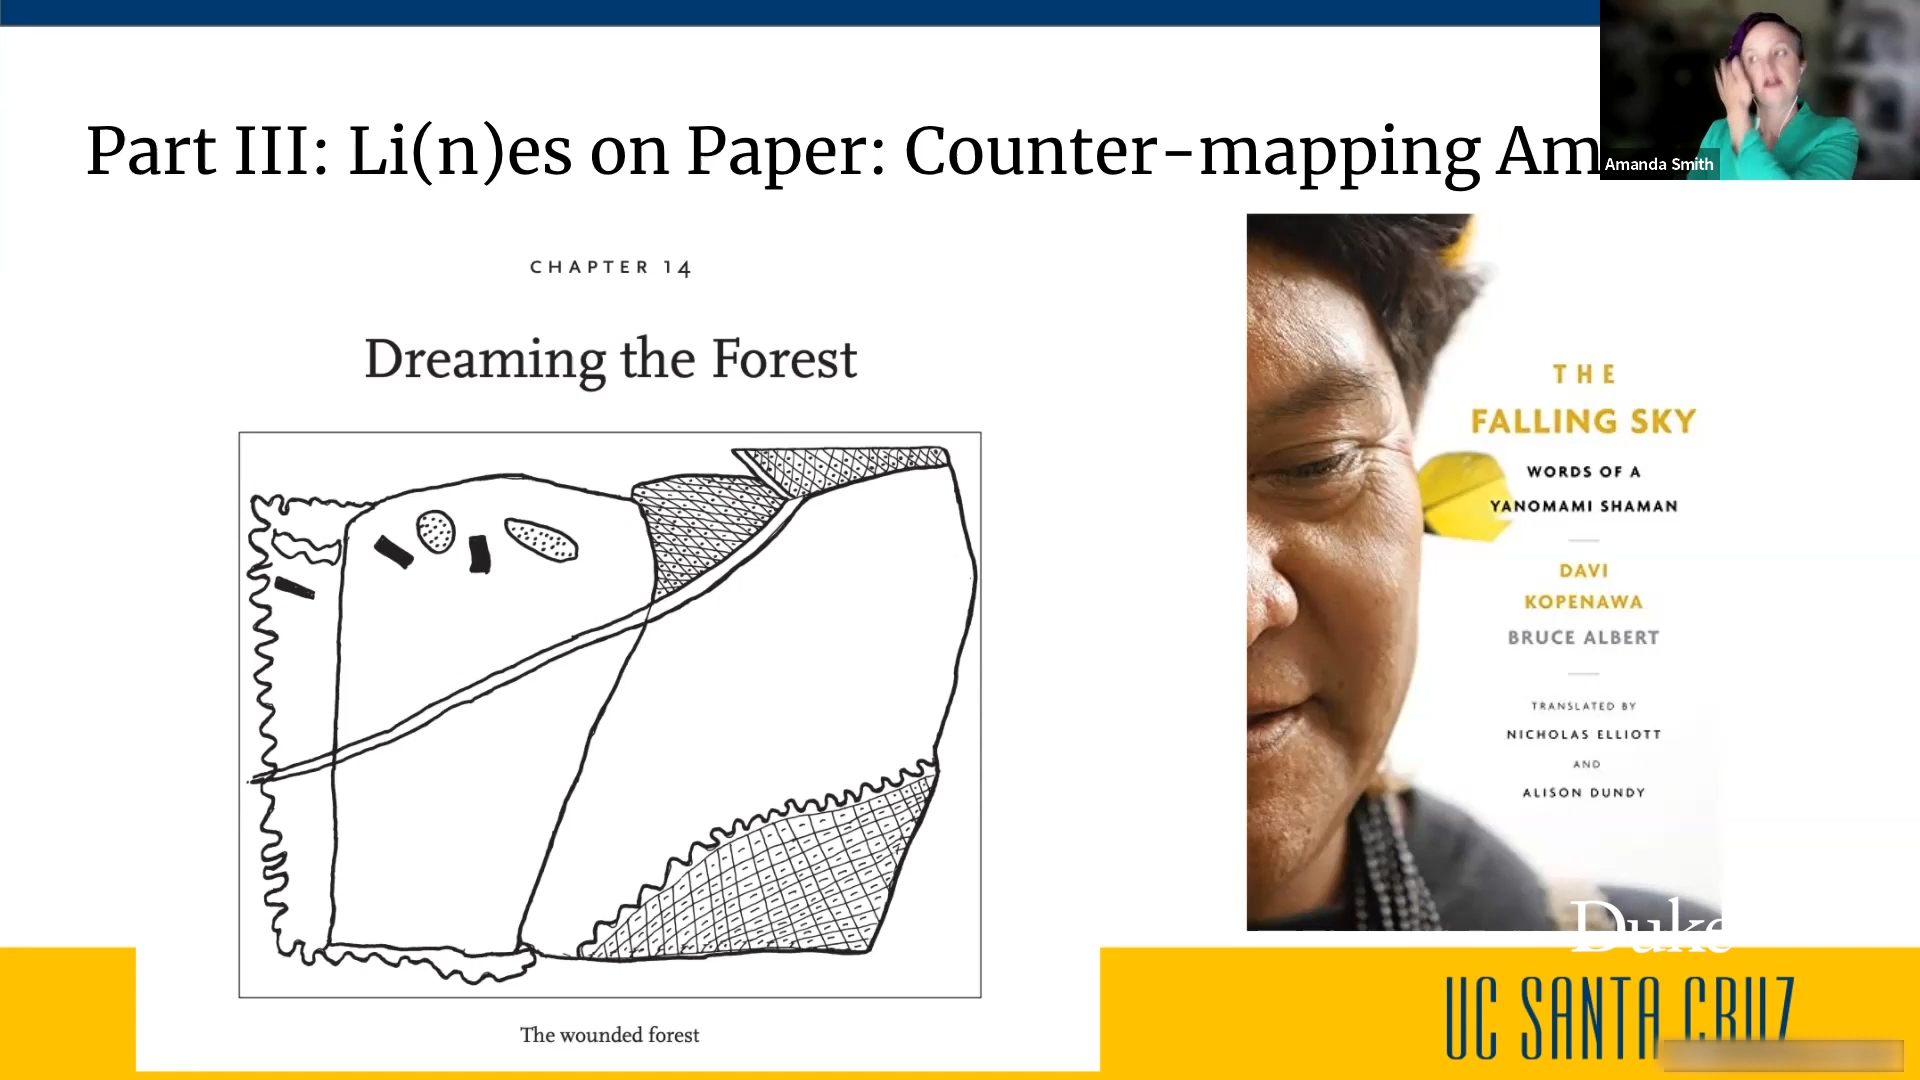 Part III: Li(n)es on Paper: Counter-mapping Am
Amanda Smith
CHAPTER 14
Dreaming the Forest
The wounded forest
THE
FALLING SKY
WORDS OF A
YANOMAMI SHAMAN
DAVI
KOPENAWA
BRUCE ALBERT
TRANSLATED BY
NICHOLAS ELLIOTT
AND
ALISON DUNDY
Duke
UC SANTA CRUZ